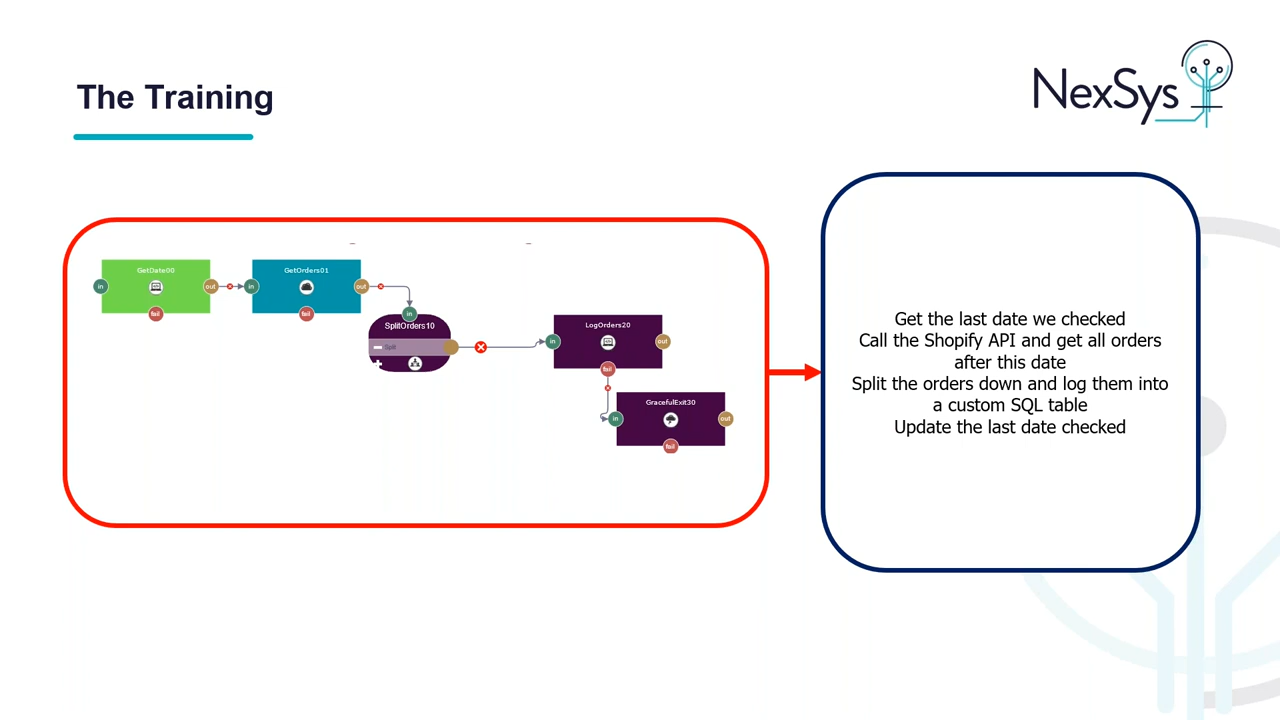 The Training
NexSys
GetDate00
in
out
fail
GetOrders01
in
out
fail
in
SplitOrders10
Split
LogOrders20
in
out
fail
GracefulExit30
in
out
fail
Get the last date we checked
Call the Shopify API and get all orders
after this date
Split the orders down and log them into
a custom SQL table
Update the last date checked